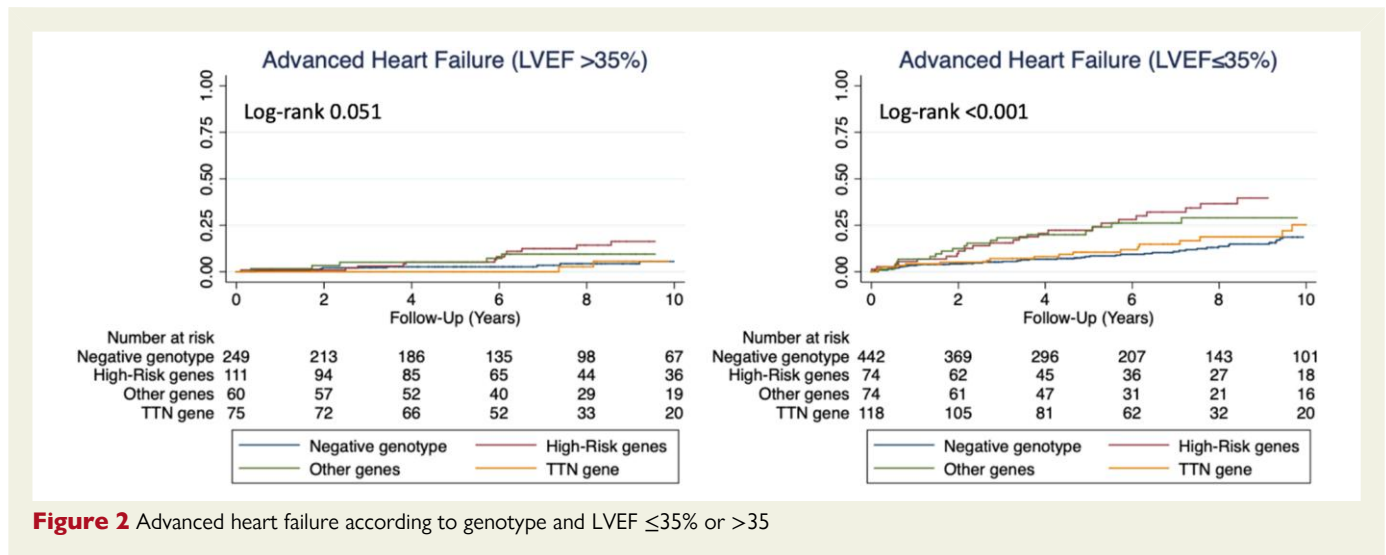 Advanced Heart Failure (LVEF >35%)
Log-rank 0.051
1.00
0.75
0.50
0.25
0.00
0 2 4 6 8 10
Follow-Up (Years)
Number at risk
Negative genotype 249 213 186 135 98 67
High-Risk genes 111 94 85 65 44 36
Other genes 60 57 52 40 29 19
TTN gene 75 72 66 52 33 20
Negative genotype High-Risk genes
Other genes TTN gene
Advanced Heart Failure (LVEF≤35%)
Log-rank <0.001
1.00
0.75
0.50
0.25
0.00
0 2 4 6 8 10
Follow-Up (Years)
Number at risk
Negative genotype 442 369 296 207 143 101
High-Risk genes 74 62 45 36 27 18
Other genes 74 61 47 31 21 16
TTN gene 118 105 81 62 32 20
Negative genotype High-Risk genes
Other genes TTN gene
Figure 2 Advanced heart failure according to genotype and LVEF ≤35% or >35